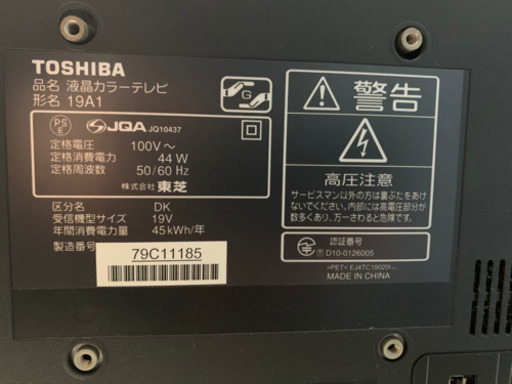 TOSHIBA
品名 液晶カラーテレビ
形名 19A1
G
PS
E
JQA JQ10437
定格電圧 100V～
定格消費電力 44W
定格周波数 50/60 Hz
株式会社 東芝
区分名 DK
受信機型サイズ 19V
年間消費電力量 45kWh/年
製造番号
79C11185
警告
高圧注意
サービスマン以外の方は裏ぶたをあけ
ないでください。内部には高電圧部分が
数多くあり、万一さわると危険です。
認証番号
D10-0126005
>PET< EJ4TC19020I
MADE IN CHINA